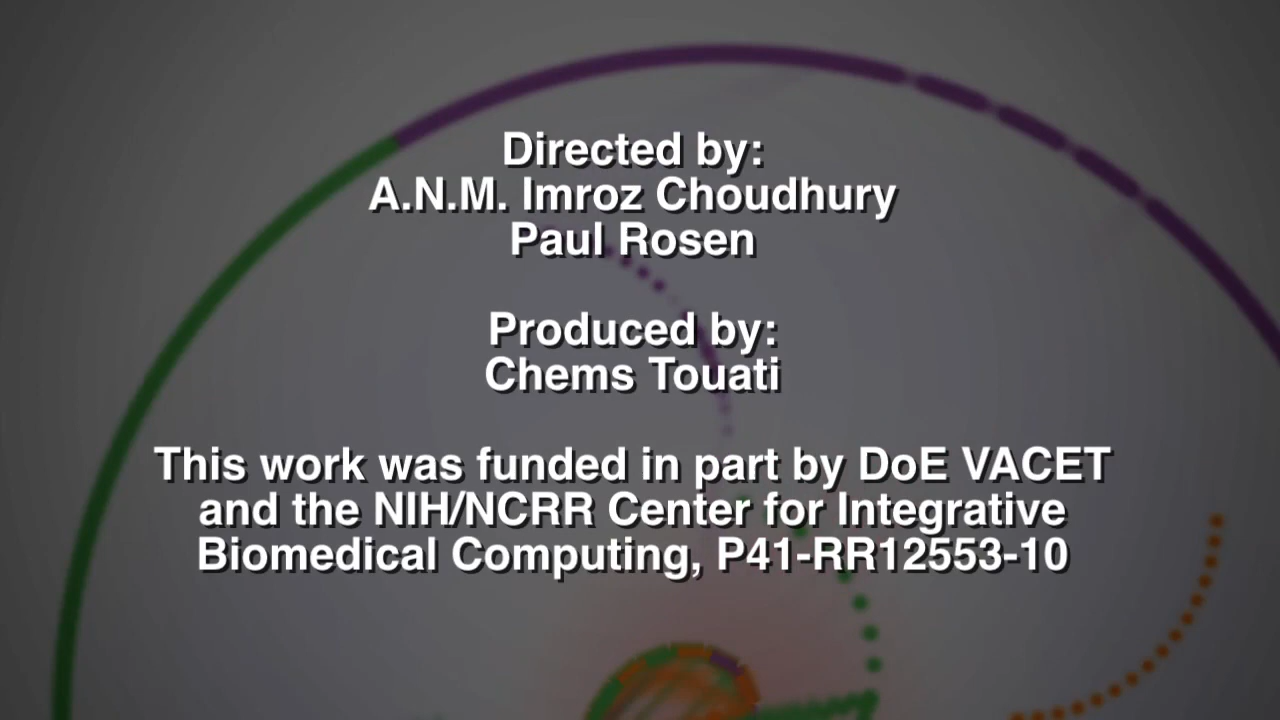 Directed by:
A.N.M. Imroz Choudhury
Paul Rosen
Produced by:
Chems Touati
This work was funded in part by DoE VACET
and the NIH/NCRR Center for Integrative
Biomedical Computing, P41-RR12553-10